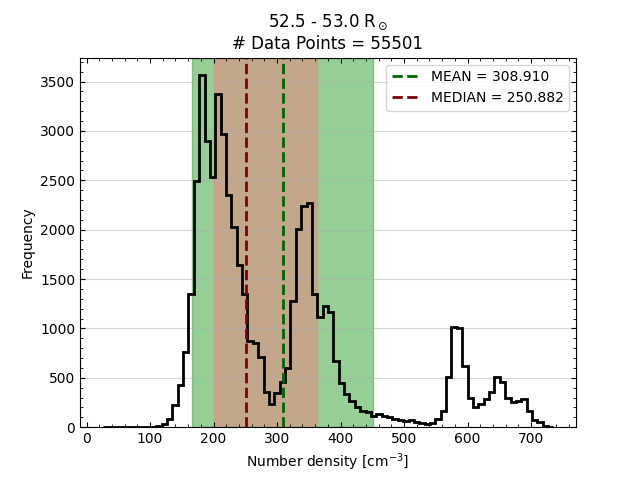 52.5 - 53.0 R⊙
# Data Points = 55501
MEAN = 308.910
MEDIAN = 250.882
3500
3000
2500
2000
1500
1000
500
0
Frequency
0 100 200 300 400 500 600 700
Number density [cm⁻³]